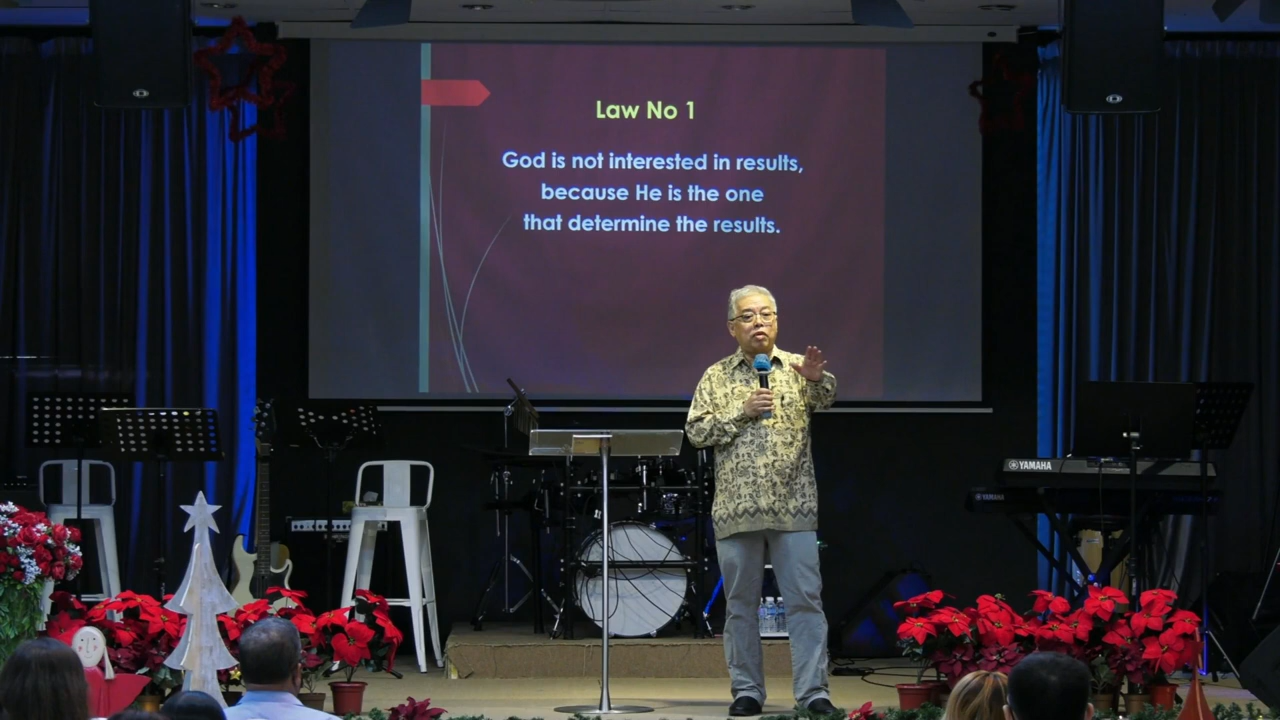 Law No 1
God is not interested in results,
because He is the one
that determine the results.
YAMAHA
YAMAHA